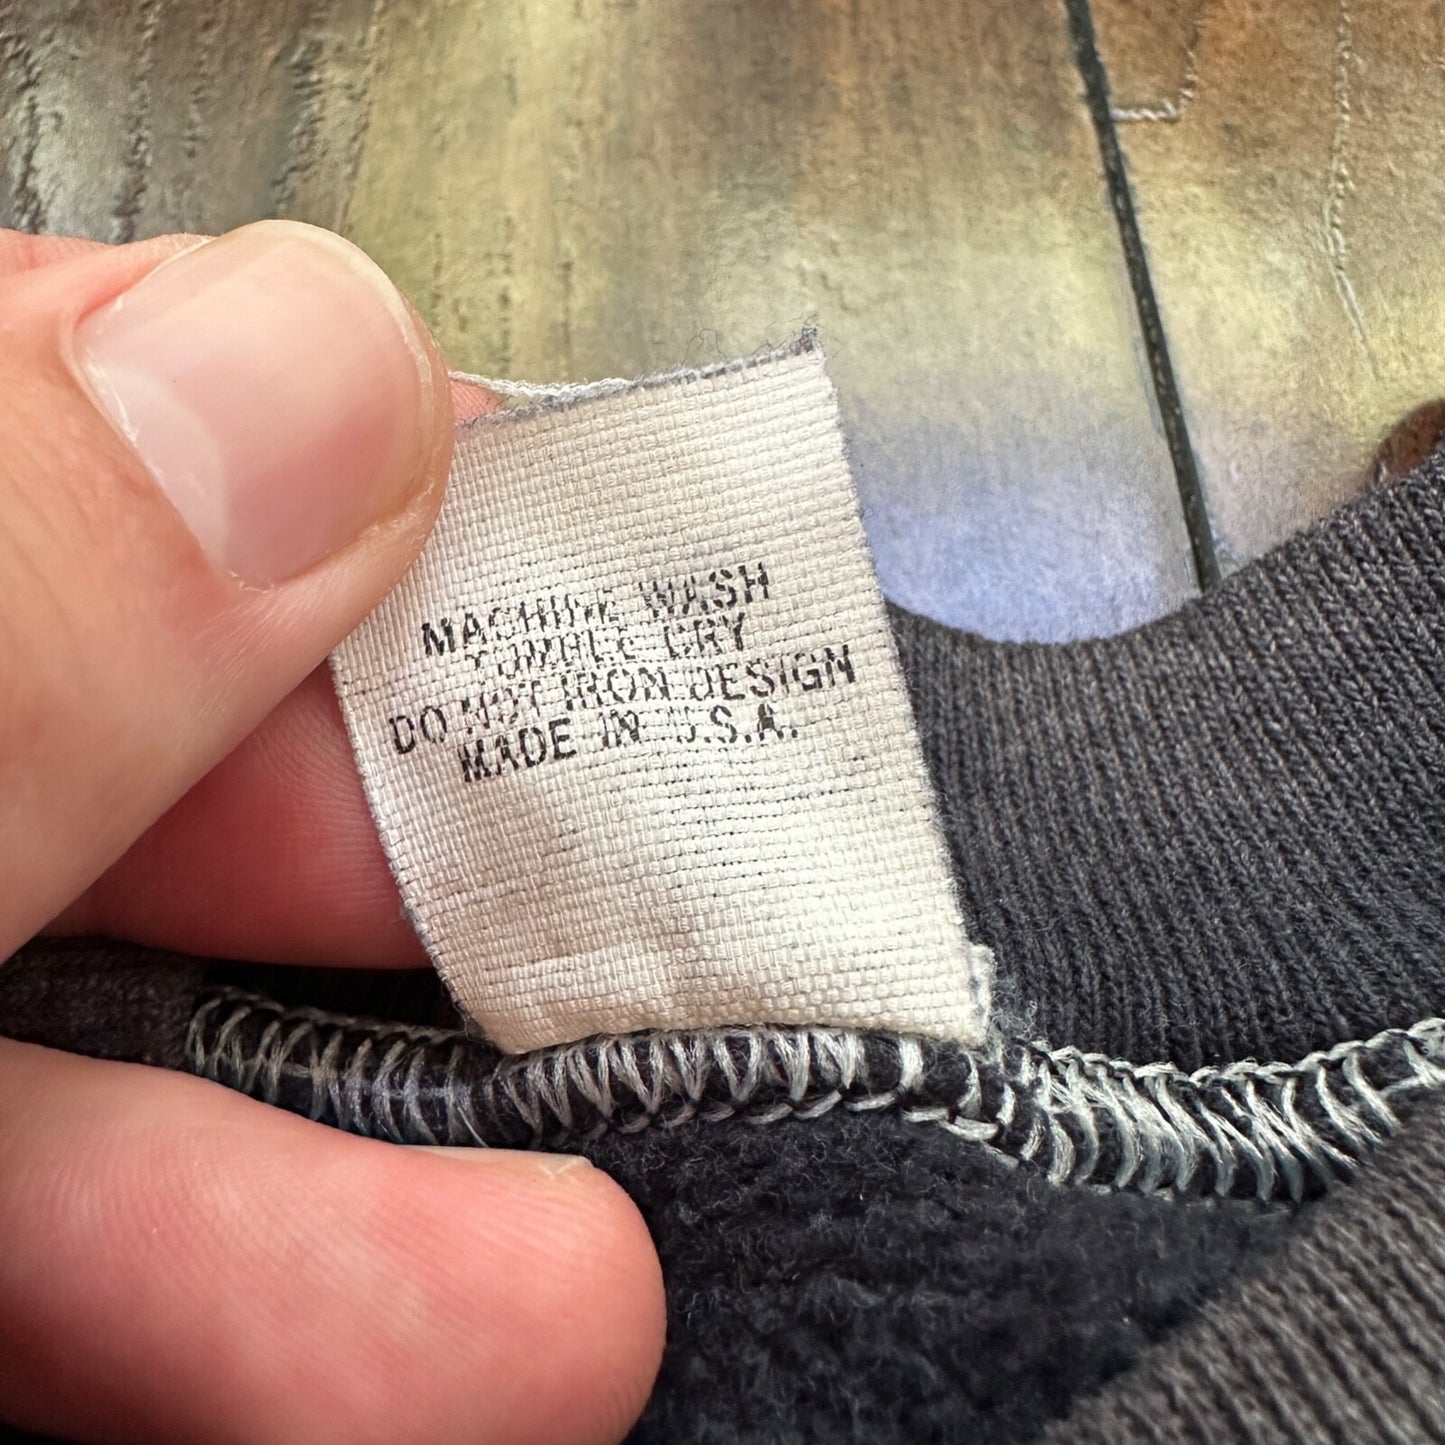 MACHINE WASH
TUMBLE DRY
DO NOT IRON DESIGN
MADE IN U.S.A.